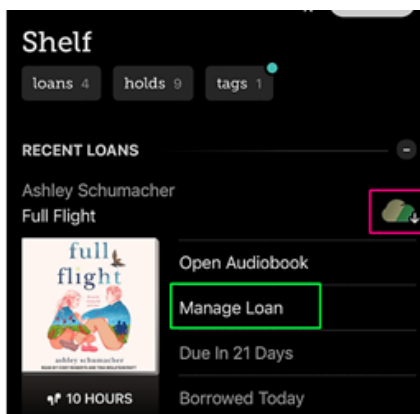 Shelf
loans 4
holds 9
tags 1
RECENT LOANS
Ashley Schumacher
Full Flight
full
flight
ashley schumacher
Open Audiobook
Manage Loan
Due In 21 Days
Borrowed Today
10 HOURS